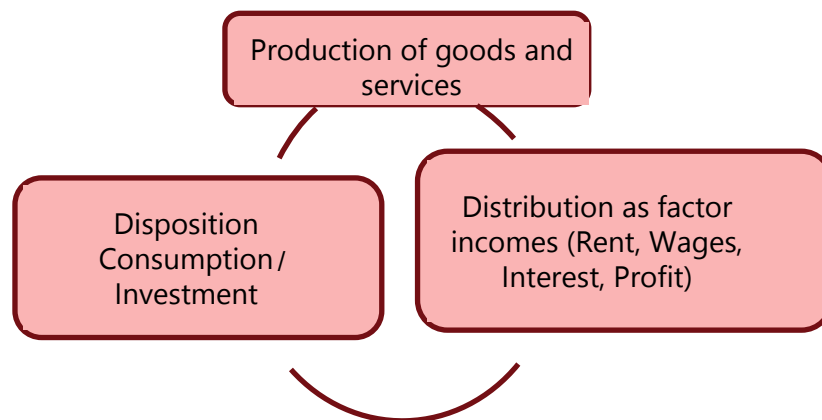 Production of goods and
services
Disposition
Consumption/
Investment
Distribution as factor
incomes (Rent, Wages,
Interest, Profit)